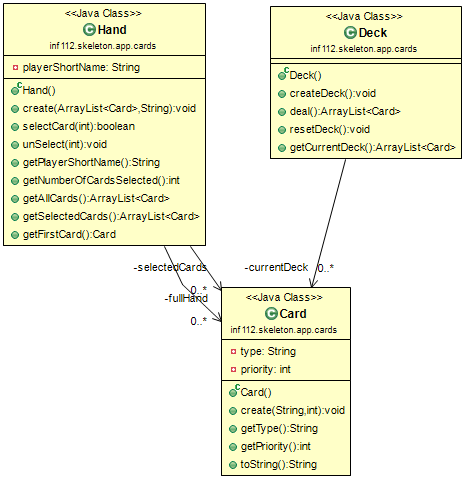 <<Java Class>>
C Hand
inf112.skeleton.app.cards
playerShortName: String
c Hand()
create(ArrayList<Card>,String):void
selectCard(int):boolean
unSelect(int):void
getPlayerShortName():String
getNumberOfCardsSelected():int
getAllCards():ArrayList<Card>
getSelectedCards():ArrayList<Card>
getFirstCard():Card
<<Java Class>>
C Deck
inf112.skeleton.app.cards
c Deck()
createDeck():void
deal():ArrayList<Card>
resetDeck():void
getCurrentDeck():ArrayList<Card>
-selectedCards
0..*
-fullHand
0..*
-currentDeck
0..*
<<Java Class>>
C Card
inf112.skeleton.app.cards
type: String
priority: int
c Card()
create(String,int):void
getType():String
getPriority():int
toString():String